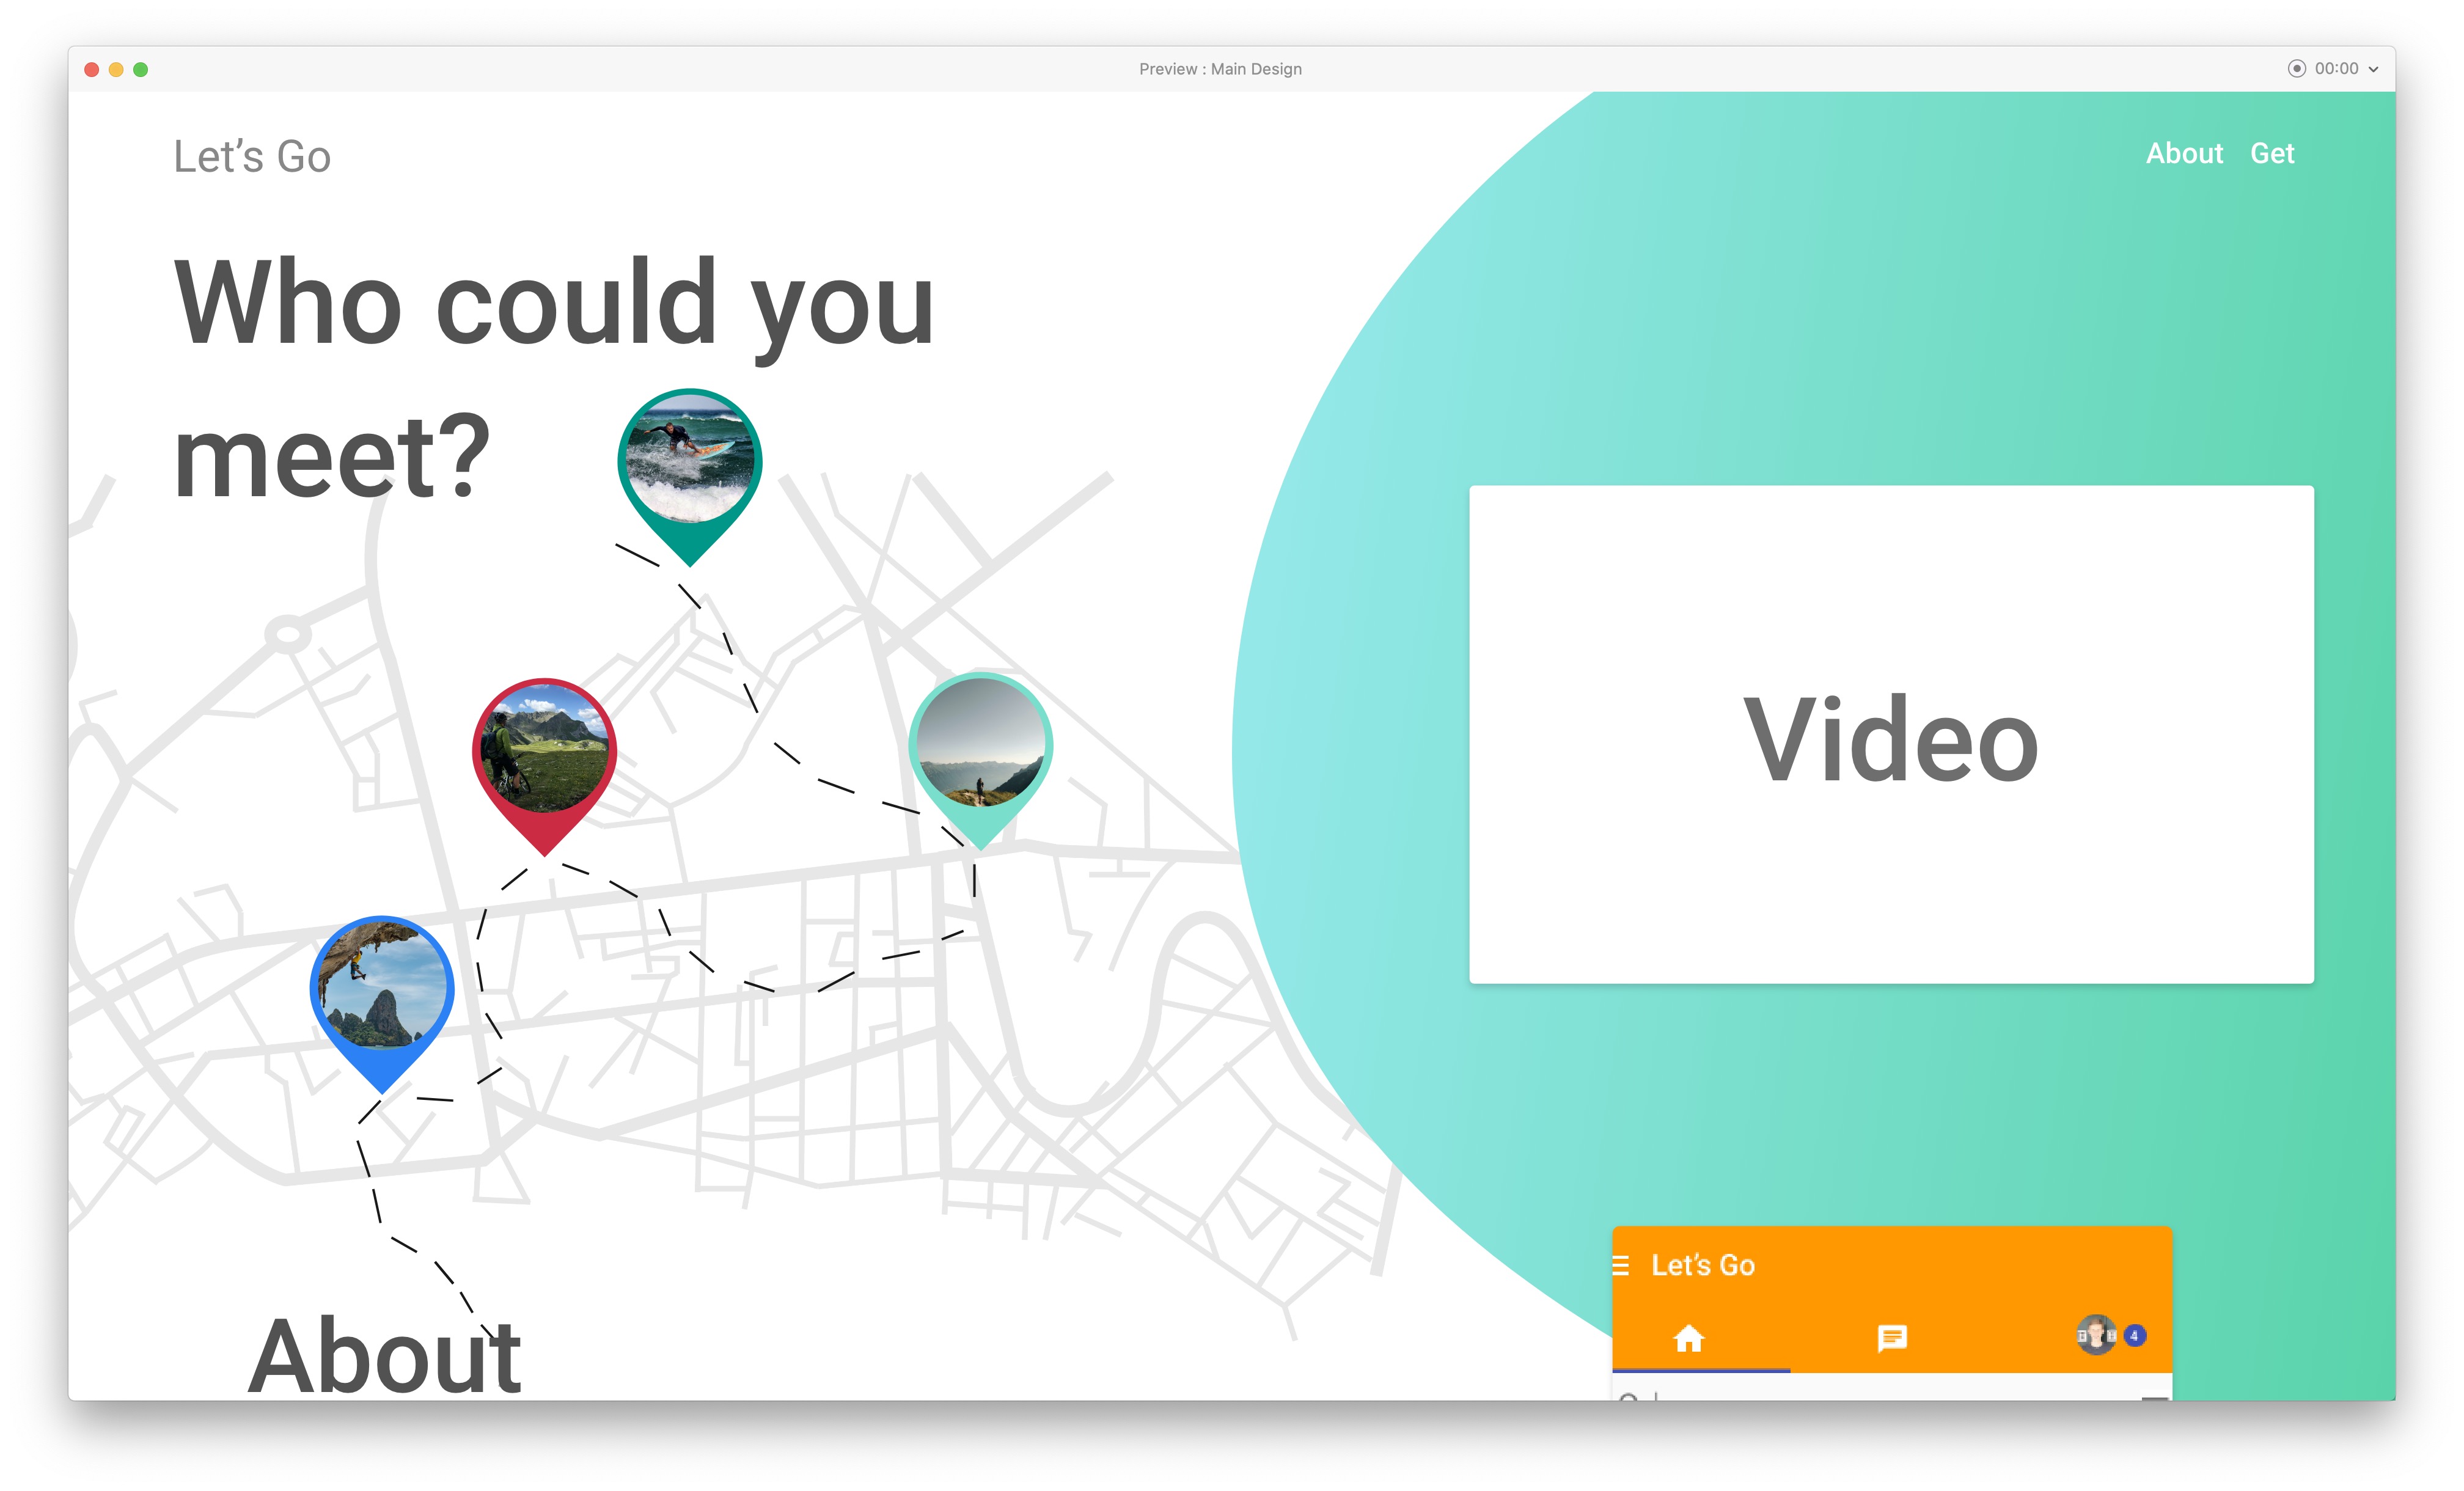 Preview : Main Design
00:00
Let’s Go
About Get
Who could you
meet?
Video
Let’s Go
4
About